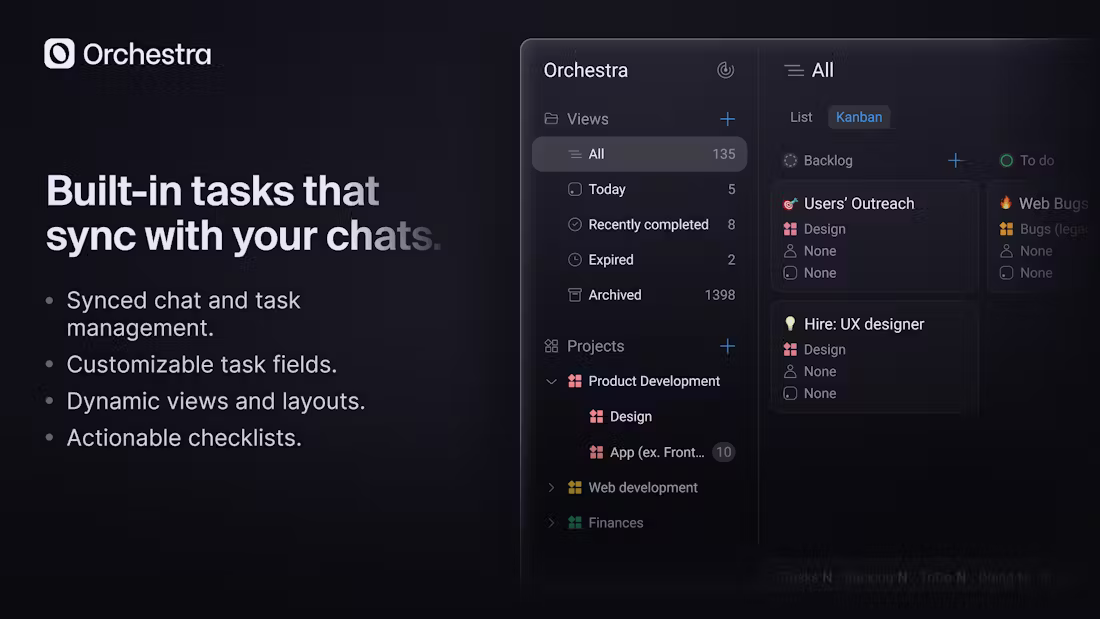 Orchestra
Built-in tasks that
sync with your chats.
• Synced chat and task
management.
• Customizable task fields.
• Dynamic views and layouts.
• Actionable checklists.
Orchestra
Views
All 135
Today 5
Recently completed 8
Expired 2
Archived 1398
Projects
Product Development
Design
App (ex. Front... 10
Web development
Finances
All
List Kanban
Backlog
Users’ Outreach
Design
None
None
Hire: UX designer
Design
None
None
To do
Web Bugs
Bugs (lega
None
None